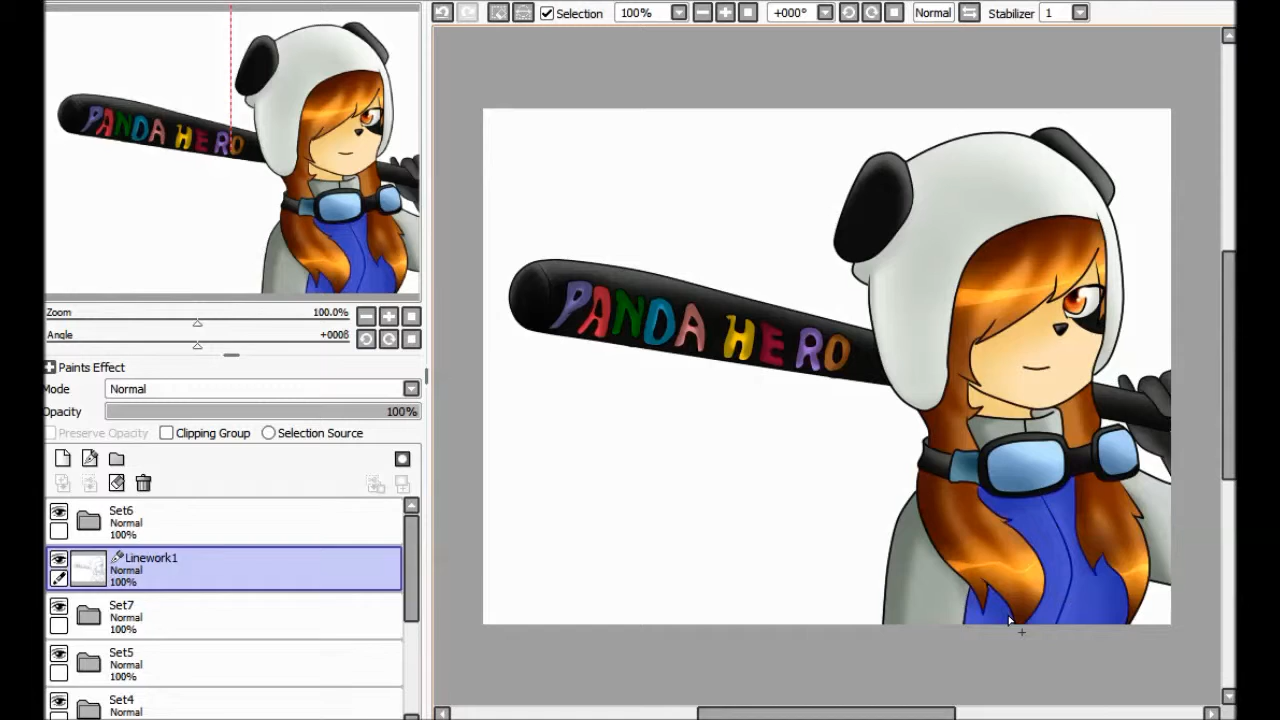 Selection 100% +000° Normal Stabilizer 1
PANDA HERO
PANDA HERO
Zoom 100.0%
Angle +000ß
Paints Effect
Mode Normal
Opacity 100%
Preserve Opacity Clipping Group Selection Source
Set6
Normal
100%
Linework1
Normal
100%
Set7
Normal
100%
Set5
Normal
100%
Set4
Normal